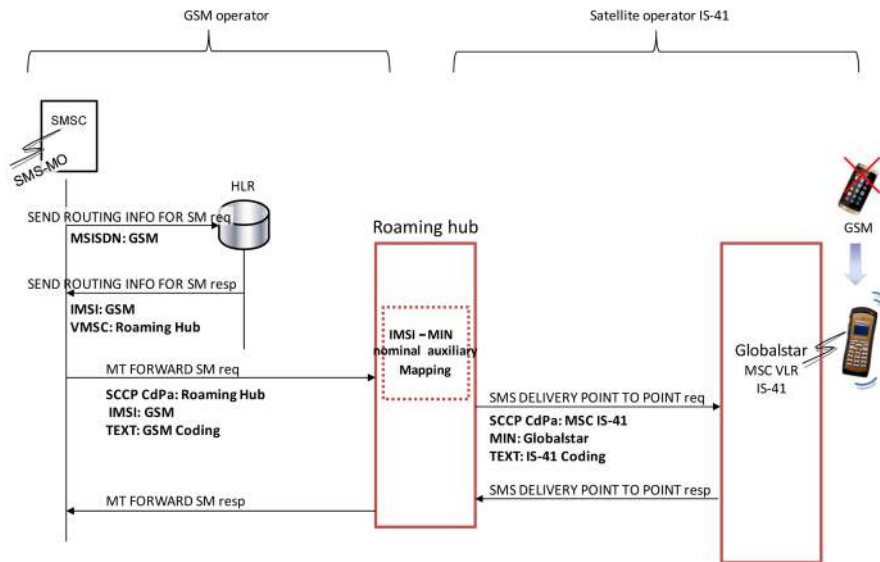 GSM operator
Satellite operator IS-41
SMSC
SMS-MO
HLR
SEND ROUTING INFO FOR SM req
MSISDN: GSM
Roaming hub
GSM
SEND ROUTING INFO FOR SM resp
IMSI: GSM
VMSC: Roaming Hub
IMSI – MIN
nominal auxiliary
Mapping
Globalstar
MSC VLR
IS-41
MT FORWARD SM req
SCCP CdPa: Roaming Hub
IMSI: GSM
TEXT: GSM Coding
SMS DELIVERY POINT TO POINT req
SCCP CdPa: MSC IS-41
MIN: Globalstar
TEXT: IS-41 Coding
SMS DELIVERY POINT TO POINT resp
MT FORWARD SM resp